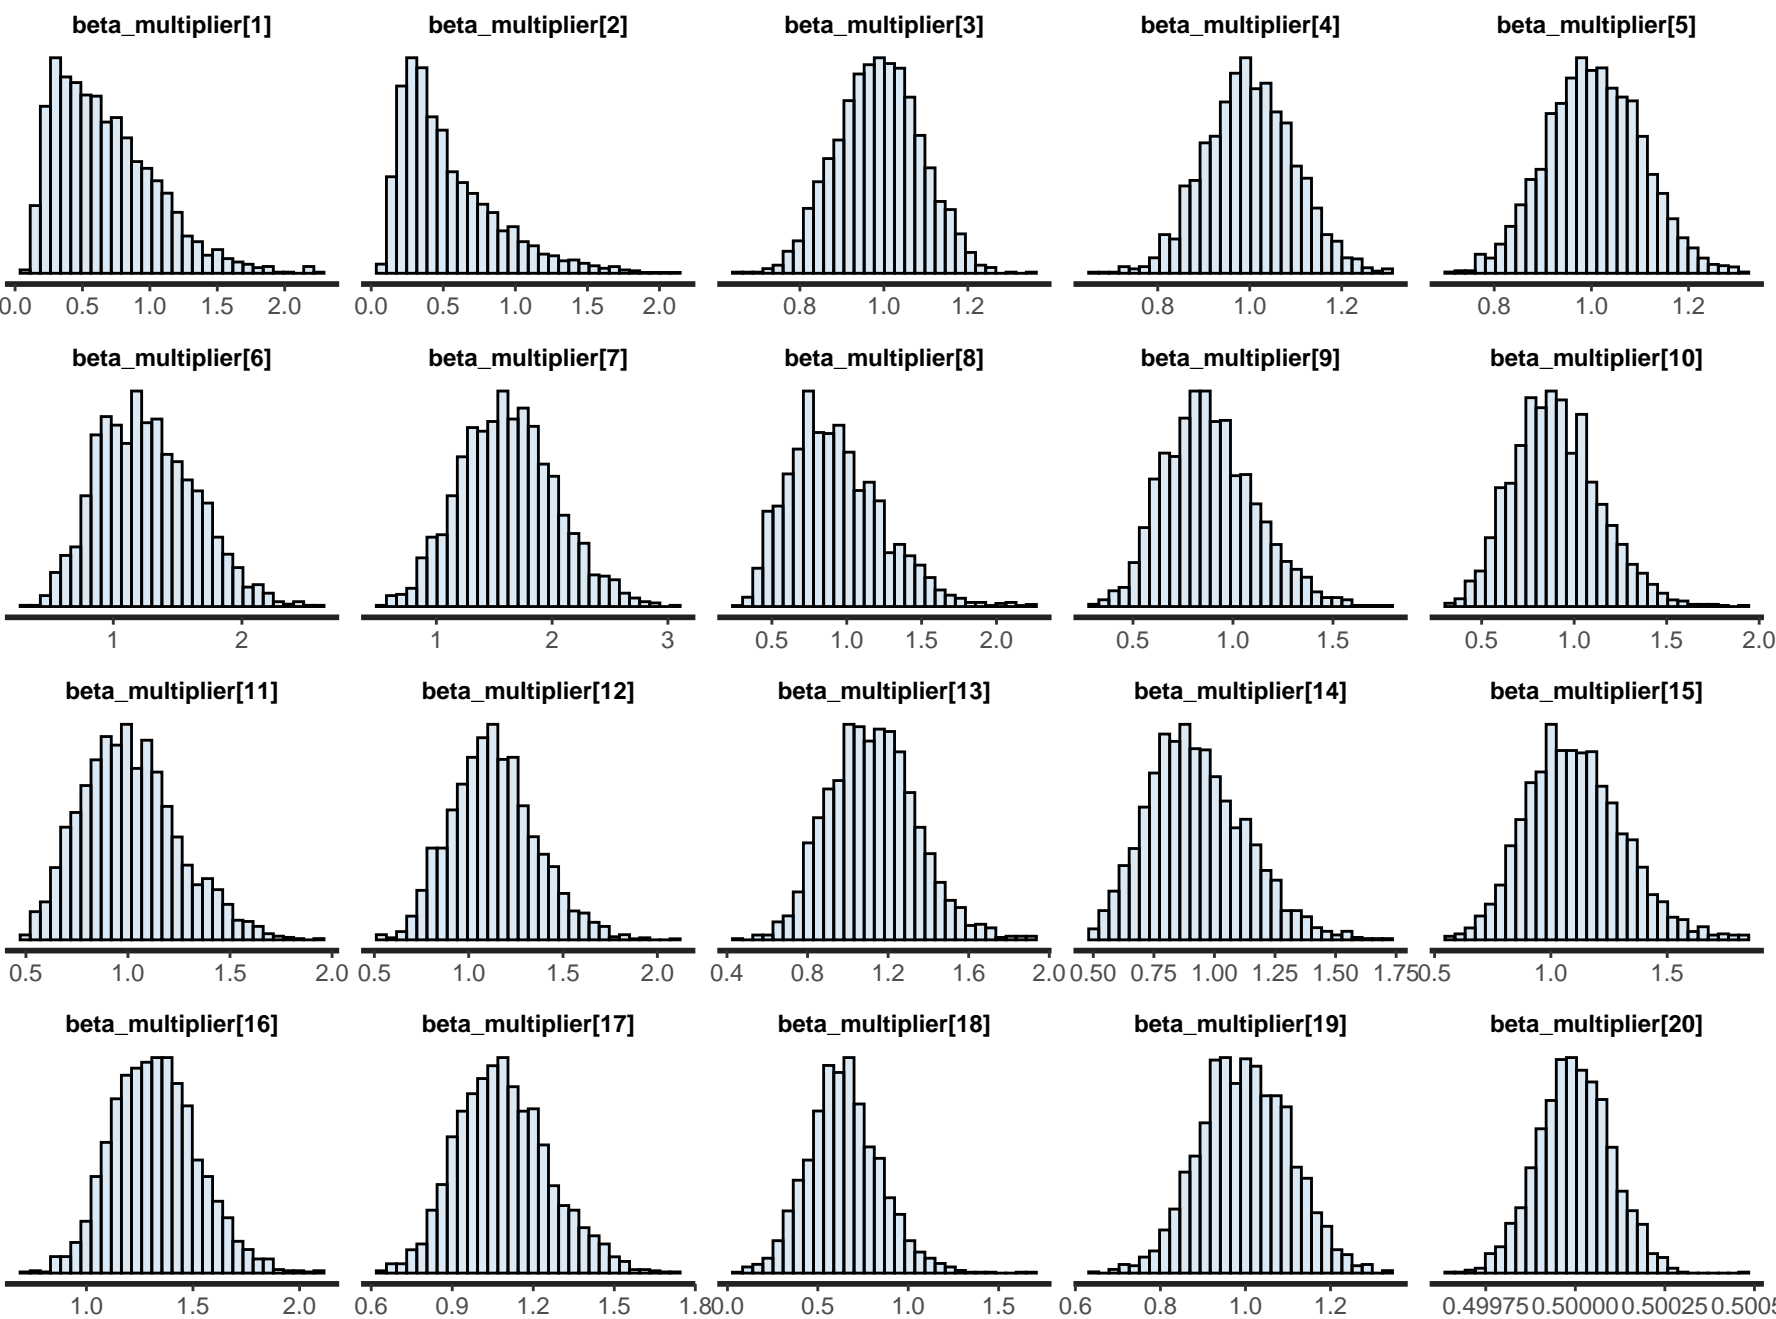 beta_multiplier[1] beta_multiplier[2] beta_multiplier[3] beta_multiplier[4] beta_multiplier[5]
0.0 0.5 1.0 1.5 2.0 0.0 0.5 1.0 1.5 2.0 0.8 1.0 1.2 0.8 1.0 1.2 0.8 1.0 1.2
beta_multiplier[6] beta_multiplier[7] beta_multiplier[8] beta_multiplier[9] beta_multiplier[10]
1 2 1 2 3 0.5 1.0 1.5 2.0 0.5 1.0 1.5 0.5 1.0 1.5 2.0
beta_multiplier[11] beta_multiplier[12] beta_multiplier[13] beta_multiplier[14] beta_multiplier[15]
0.5 1.0 1.5 2.0 0.5 1.0 1.5 2.0 0.4 0.8 1.2 1.6 2.0 0.50 0.75 1.00 1.25 1.50 1.75 0.5 1.0 1.5
beta_multiplier[16] beta_multiplier[17] beta_multiplier[18] beta_multiplier[19] beta_multiplier[20]
1.0 1.5 2.0 0.6 0.9 1.2 1.5 1.8 0.0 0.5 1.0 1.5 0.6 0.8 1.0 1.2 0.49975 0.50000 0.50025 0.5005